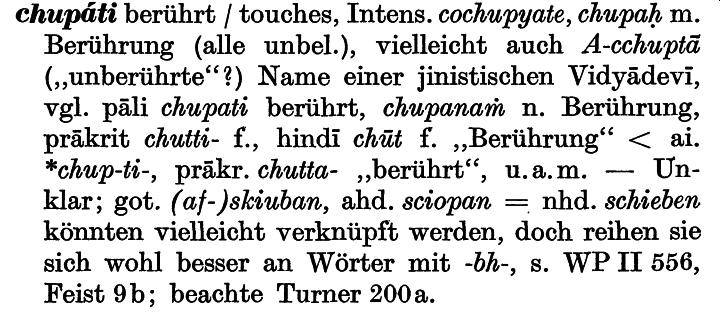 chupáti berührt / touches, Intens. cochupyate, chupaḥ m.
Berührung (alle unbel.), vielleicht auch A-cchuptā
(„unberührte“?) Name einer jinistischen Vidyādevī,
vgl. pāli chupati berührt, chupanaṁ n. Berührung,
prākrit chutti- f., hindī chūt f. „Berührung“ < ai.
*chup-ti-, präkr. chutta- „berührt“, u. a. m. — Un-
klar; got. (af-)skiuban, ahd. sciopan = nhd. schieben
könnten vielleicht verknüpft werden, doch reihen sie
sich wohl besser an Wörter mit -bh-, s. WP II 556,
Feist 9b; beachte Turner 200a.